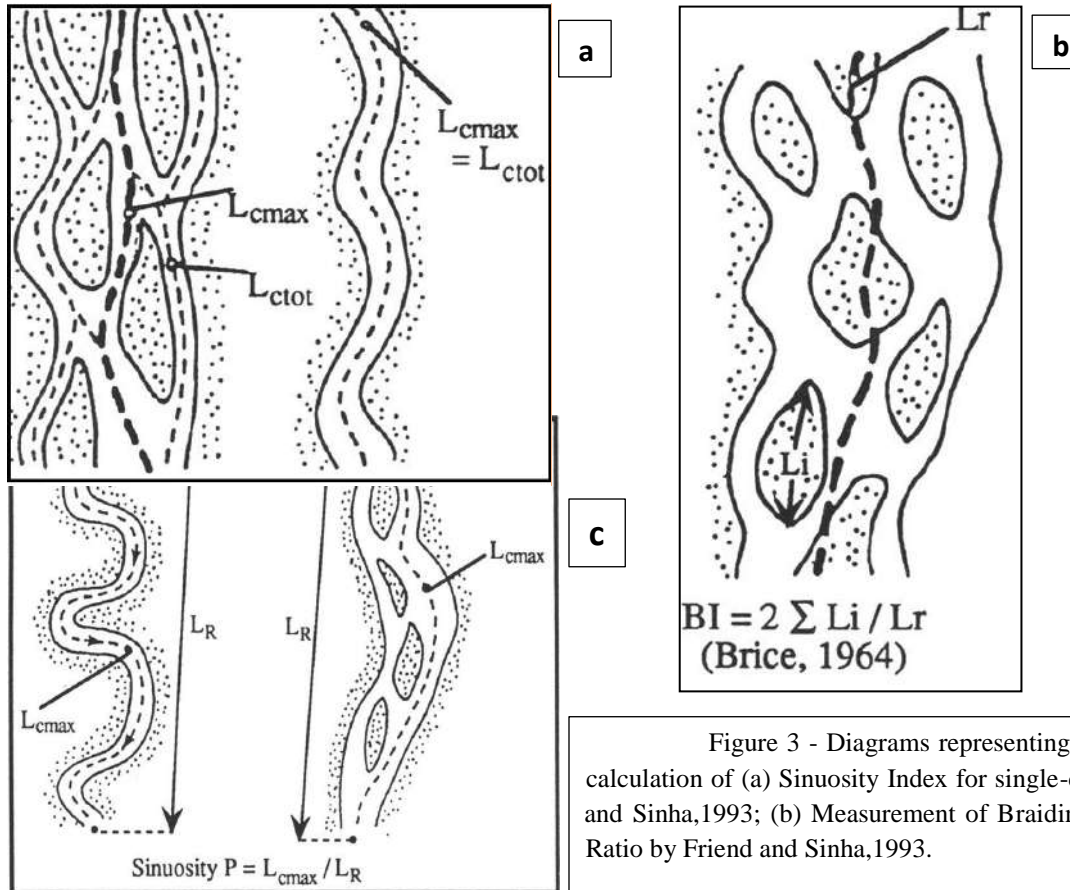 a
L_cmax
= L_ctot
L_cmax
L_ctot
b
Lr
Li
BI = 2 ∑ Li / Lr
(Brice, 1964)
c
L_R
L_R
L_cmax
L_cmax
Sinuosity P = L_cmax / L_R
Figure 3 - Diagrams representing
calculation of (a) Sinuosity Index for single-
and Sinha,1993; (b) Measurement of Braidin
Ratio by Friend and Sinha,1993.